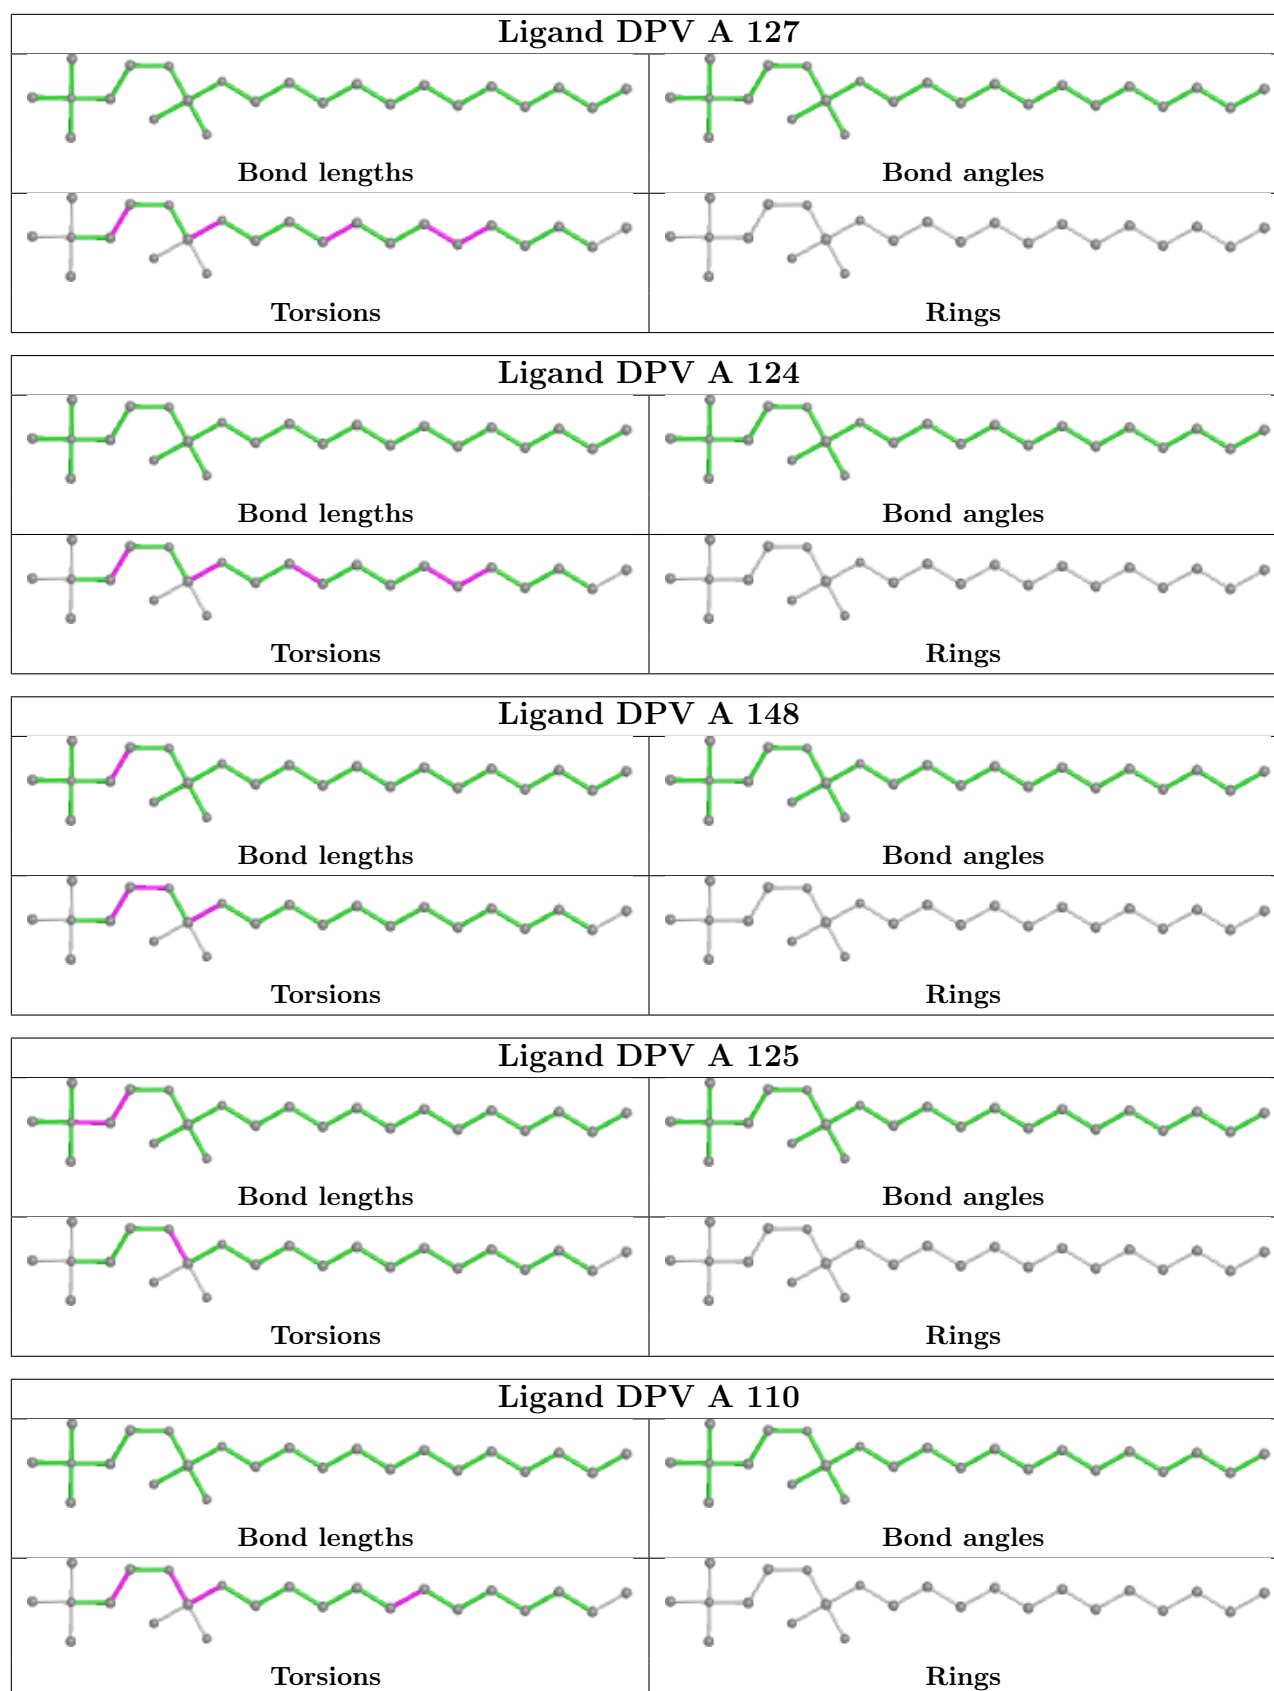 Ligand DPV A 127
Bond lengths Bond angles
Torsions Rings
Ligand DPV A 124
Bond lengths Bond angles
Torsions Rings
Ligand DPV A 148
Bond lengths Bond angles
Torsions Rings
Ligand DPV A 125
Bond lengths Bond angles
Torsions Rings
Ligand DPV A 110
Bond lengths Bond angles
Torsions Rings